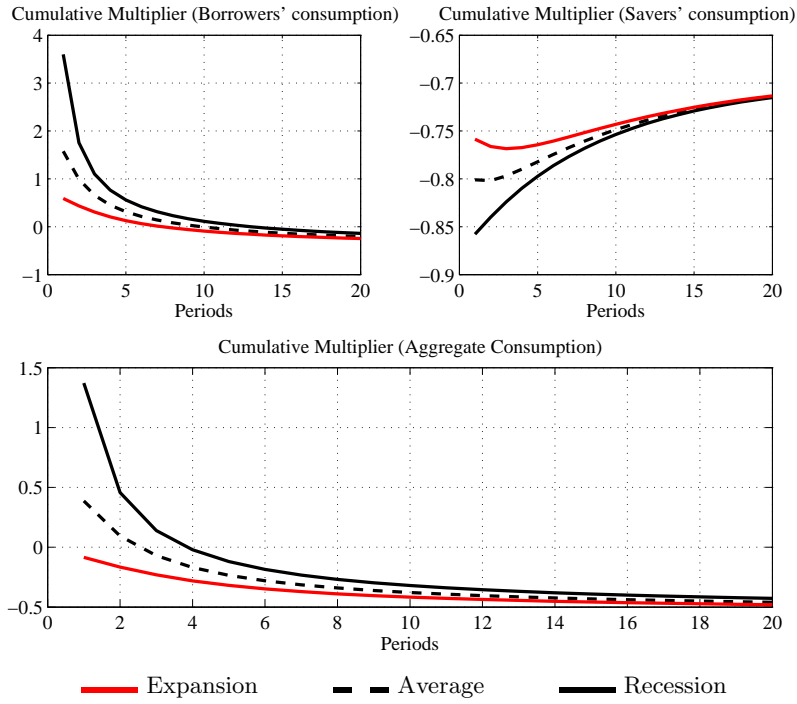 Cumulative Multiplier (Borrowers' consumption)
4
3
2
1
0
−1
0 5 10 15 20
Periods
Cumulative Multiplier (Savers' consumption)
−0.65
−0.7
−0.75
−0.8
−0.85
−0.9
0 5 10 15 20
Periods
Cumulative Multiplier (Aggregate Consumption)
1.5
1
0.5
0
−0.5
0 2 4 6 8 10 12 14 16 18 20
Periods
Expansion Average Recession